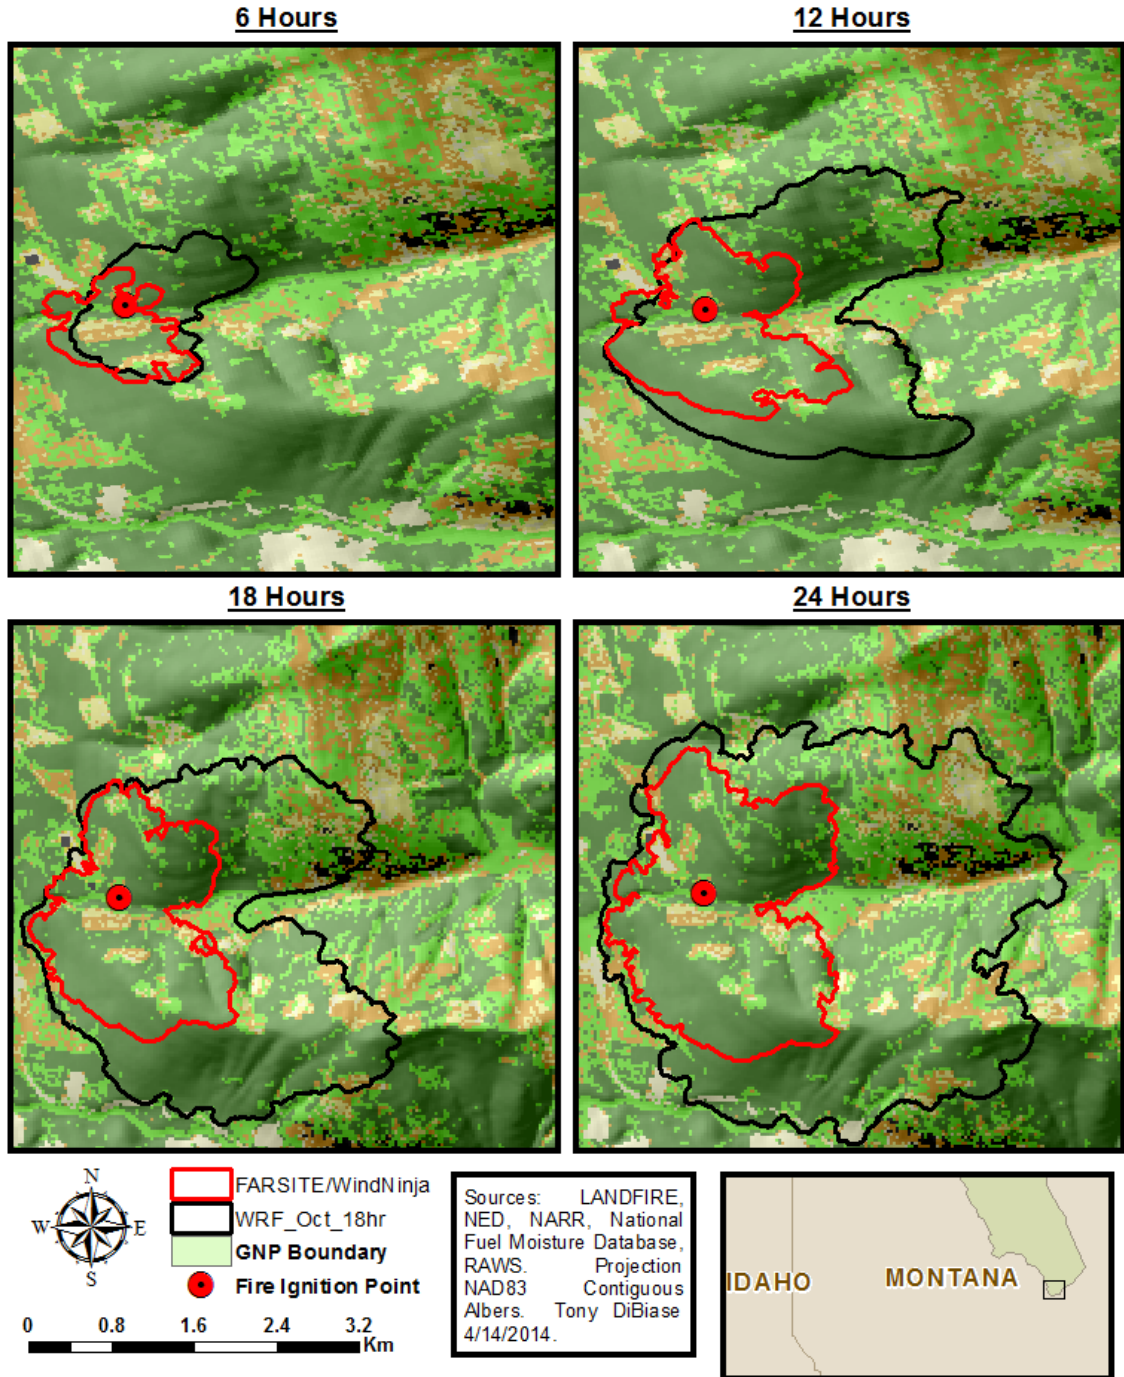 6 Hours
12 Hours
18 Hours
24 Hours
N
W
E
S
FARSITE/WindNinja
WRF_Oct_18hr
GNP Boundary
Fire Ignition Point
0 0.8 1.6 2.4 3.2
Km
Sources: LANDFIRE,
NED, NARR, National
Fuel Moisture Database,
RAWS. Projection
NAD83 Contiguous
Albers. Tony DiBiase
4/14/2014.
IDAHO
MONTANA